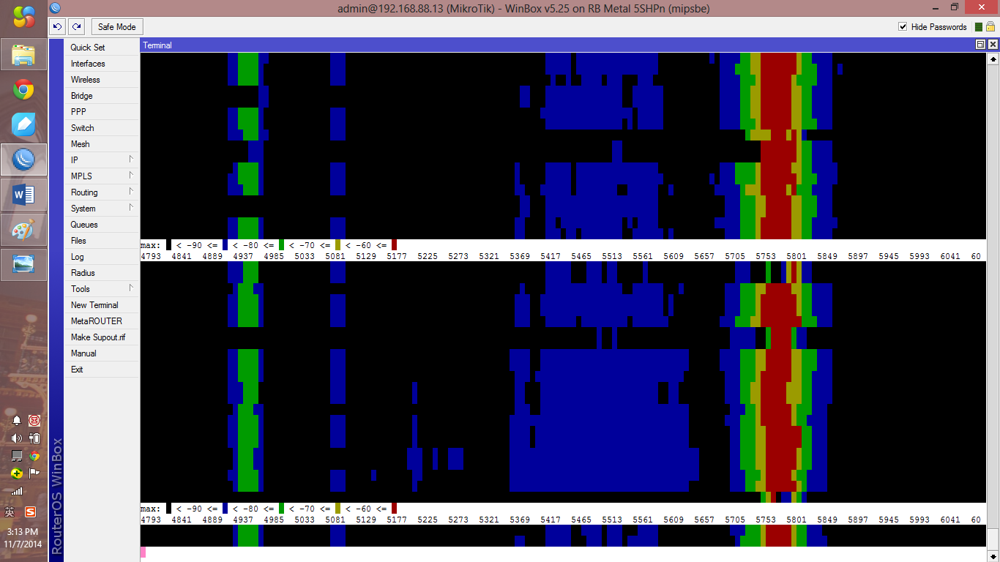 admin@192.168.88.13 (MikroTik) - WinBox v5.25 on RB Metal 5SHPn (mipsbe)
Safe Mode
Hide Passwords
Terminal
Quick Set
Interfaces
Wireless
Bridge
PPP
Switch
Mesh
IP
MPLS
Routing
System
Queues
Files
Log
Radius
Tools
New Terminal
MetaROUTER
Make Supout.rif
Manual
Exit
RouterOS WinBox
max: < -90 <= < -80 <= < -70 <= < -60 <=
4793 4841 4889 4937 4985 5033 5081 5129 5177 5225 5273 5321 5369 5417 5465 5513 5561 5609 5657 5705 5753 5801 5849 5897 5945 5993 6041 60
max: < -90 <= < -80 <= < -70 <= < -60 <=
4793 4841 4889 4937 4985 5033 5081 5129 5177 5225 5273 5321 5369 5417 5465 5513 5561 5609 5657 5705 5753 5801 5849 5897 5945 5993 6041 60
英 S
3:13 PM
11/7/2014